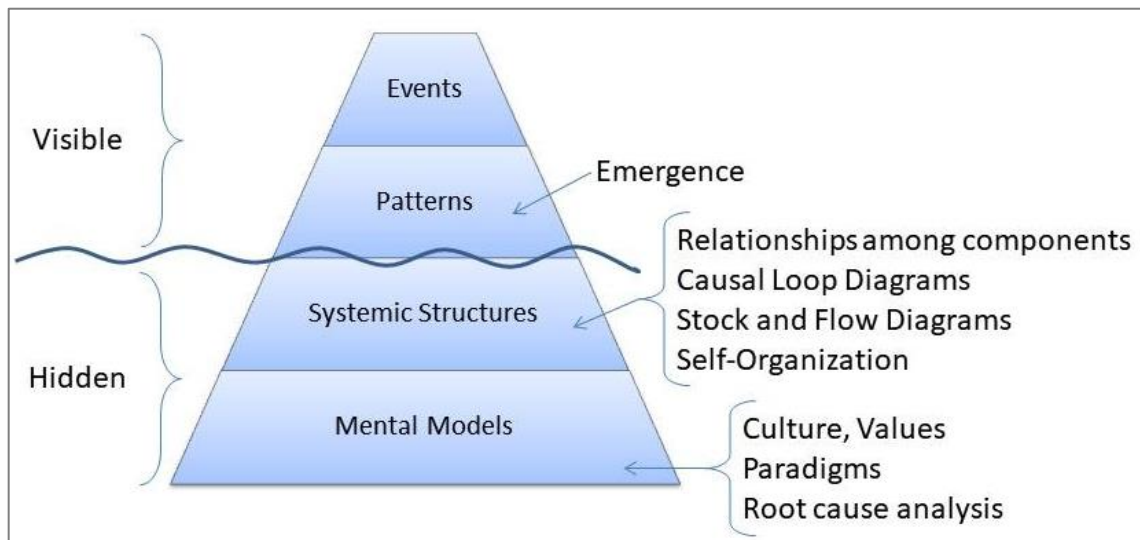 Events
Visible
Patterns
Emergence
Relationships among components
Causal Loop Diagrams
Systemic Structures
Stock and Flow Diagrams
Self-Organization
Hidden
Mental Models
Culture, Values
Paradigms
Root cause analysis